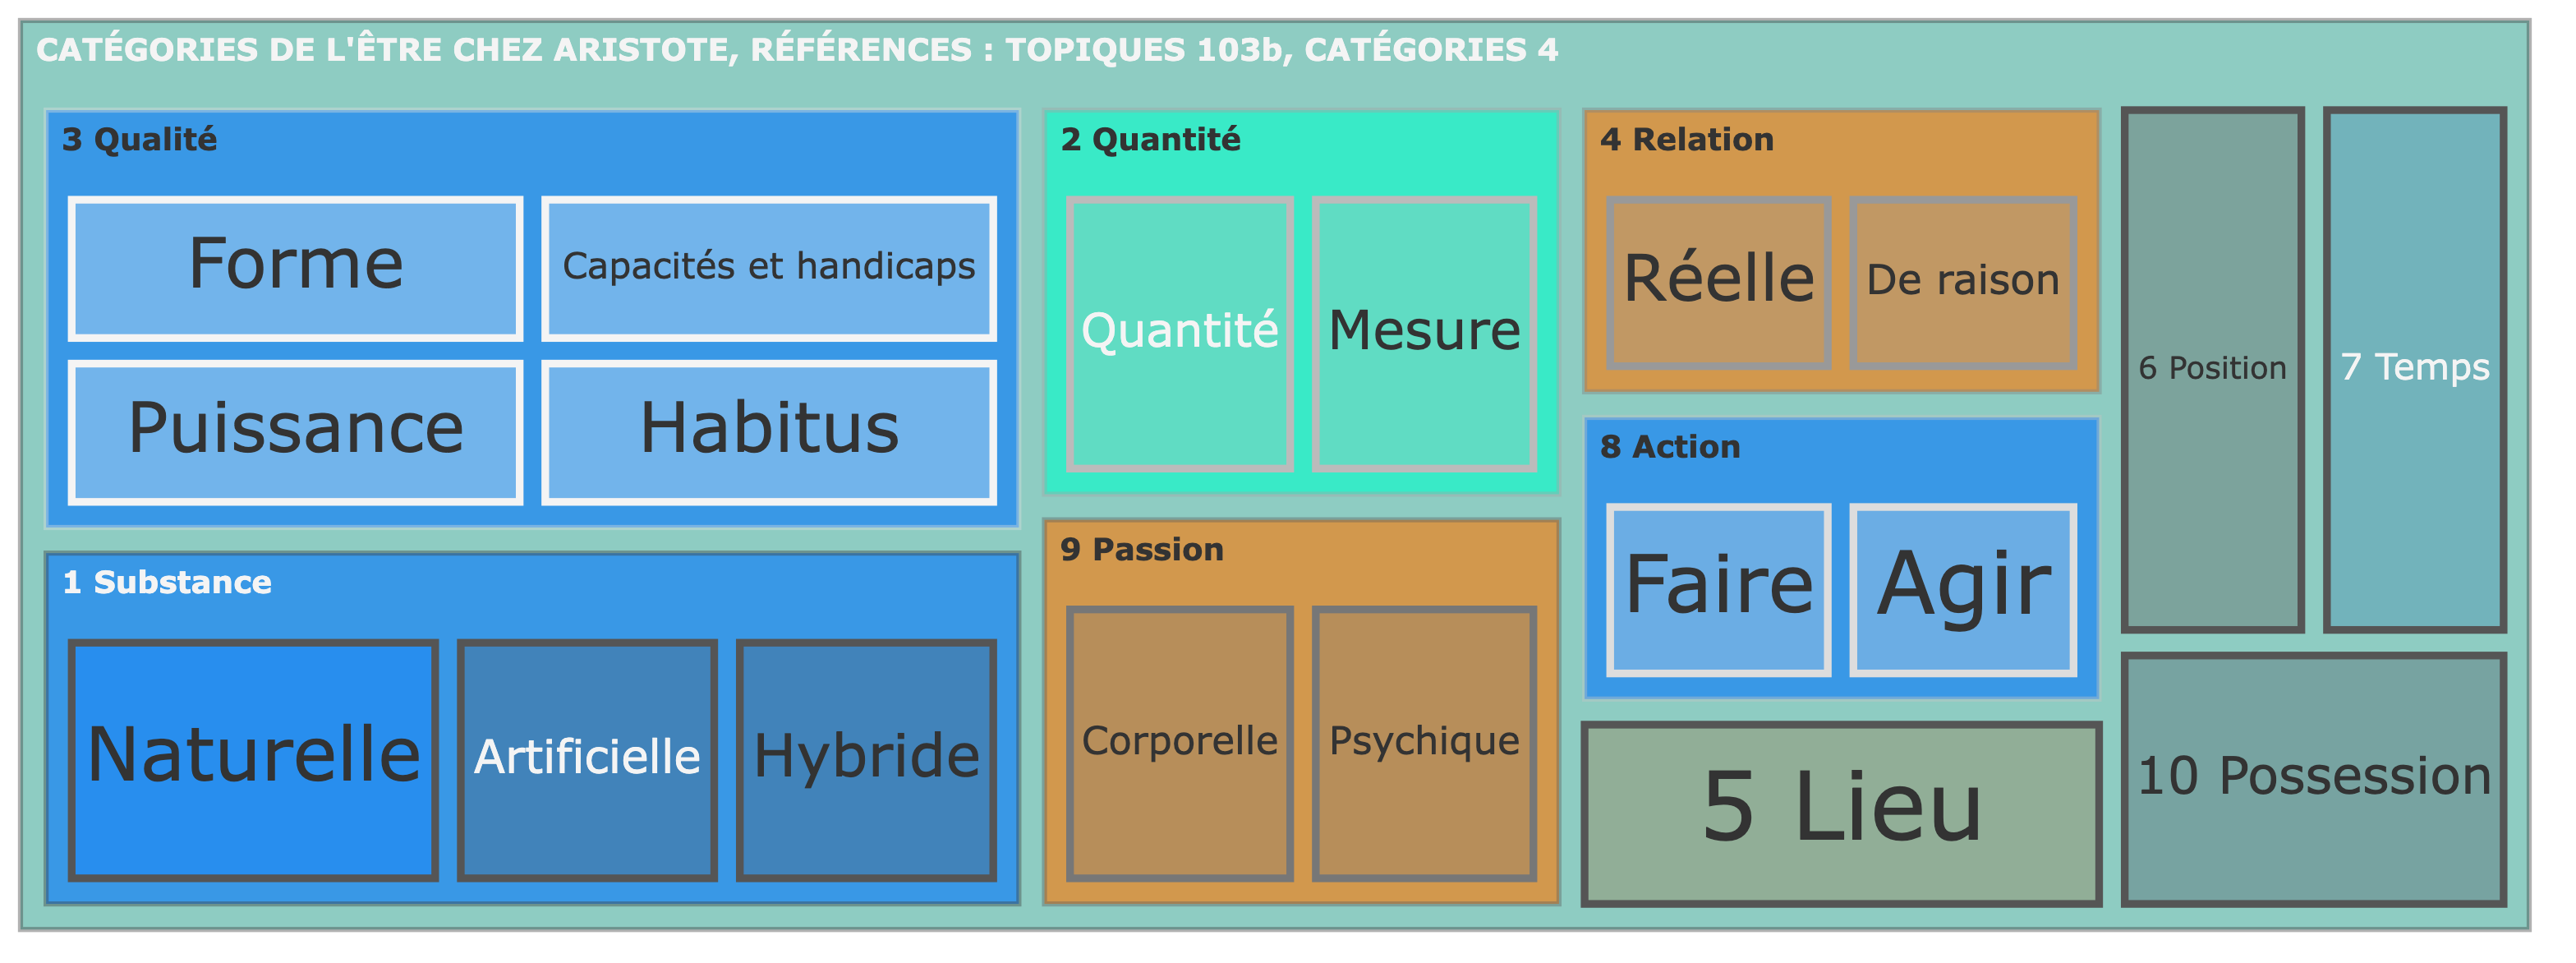 CATÉGORIES DE L'ÊTRE CHEZ ARISTOTE, RÉFÉRENCES : TOPIQUES 103b, CATÉGORIES 4
3 Qualité
Forme
Capacités et handicaps
Puissance
Habitus
1 Substance
Naturelle
Artificielle
Hybride
2 Quantité
Quantité
Mesure
9 Passion
Corporelle
Psychique
4 Relation
Réelle
De raison
8 Action
Faire
Agir
5 Lieu
6 Position
7 Temps
10 Possession